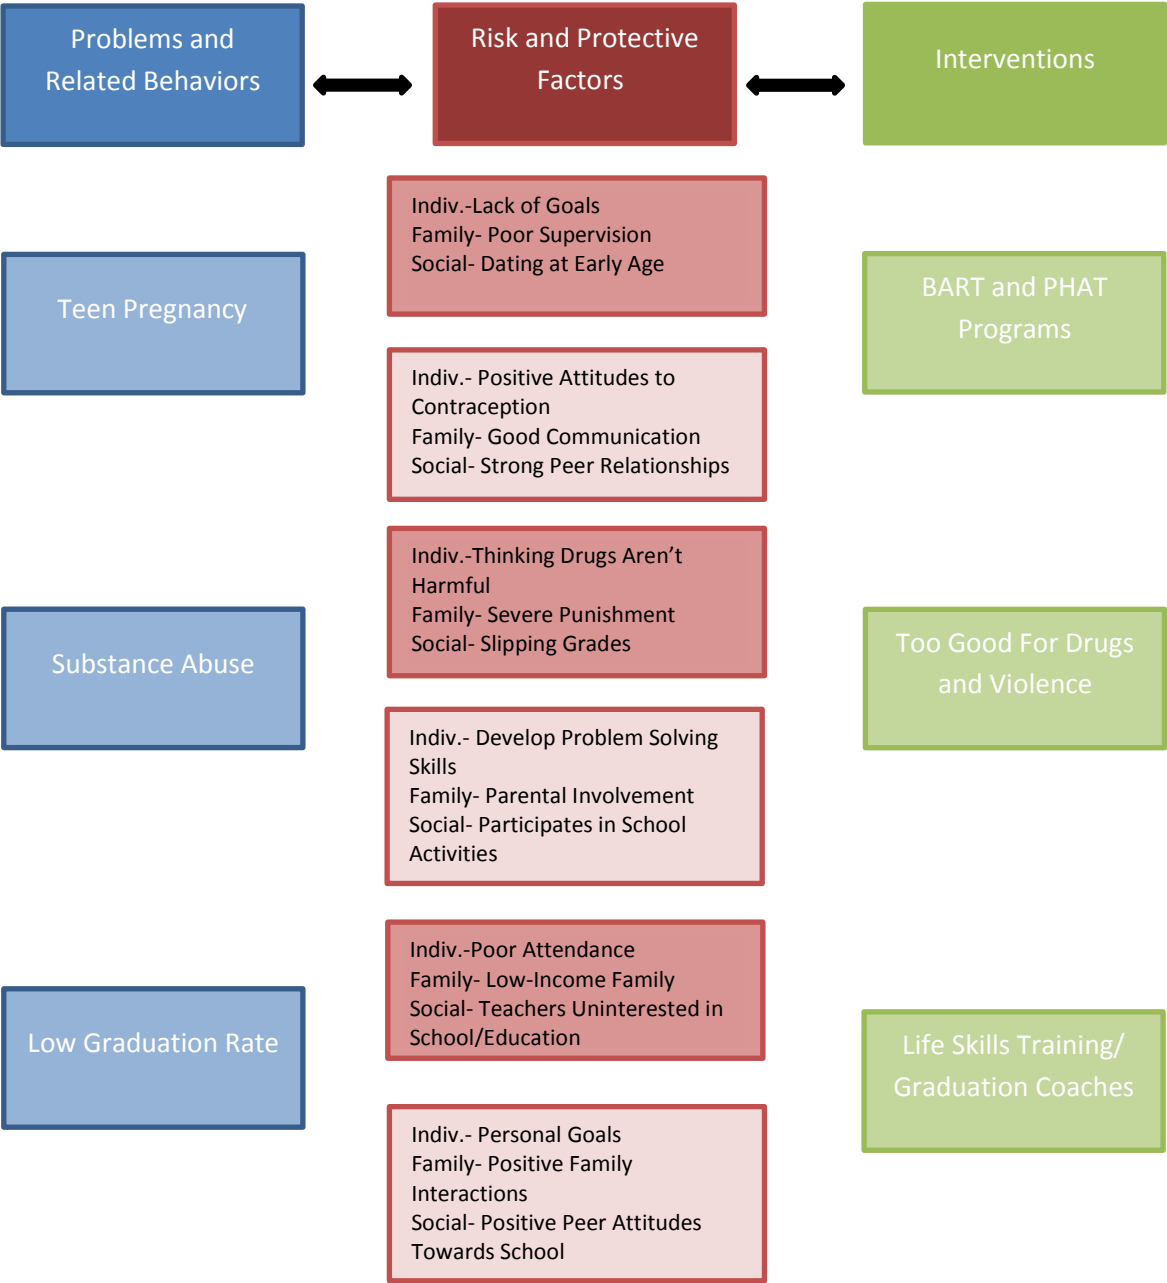 Problems and
Related Behaviors
Risk and Protective
Factors
Interventions
Indiv.-Lack of Goals
Family- Poor Supervision
Social- Dating at Early Age
Teen Pregnancy
BART and PHAT
Programs
Indiv.- Positive Attitudes to
Contraception
Family- Good Communication
Social- Strong Peer Relationships
Indiv.-Thinking Drugs Aren’t
Harmful
Family- Severe Punishment
Social- Slipping Grades
Substance Abuse
Too Good For Drugs
and Violence
Indiv.- Develop Problem Solving
Skills
Family- Parental Involvement
Social- Participates in School
Activities
Indiv.-Poor Attendance
Family- Low-Income Family
Social- Teachers Uninterested in
School/Education
Low Graduation Rate
Life Skills Training/
Graduation Coaches
Indiv.- Personal Goals
Family- Positive Family
Interactions
Social- Positive Peer Attitudes
Towards School